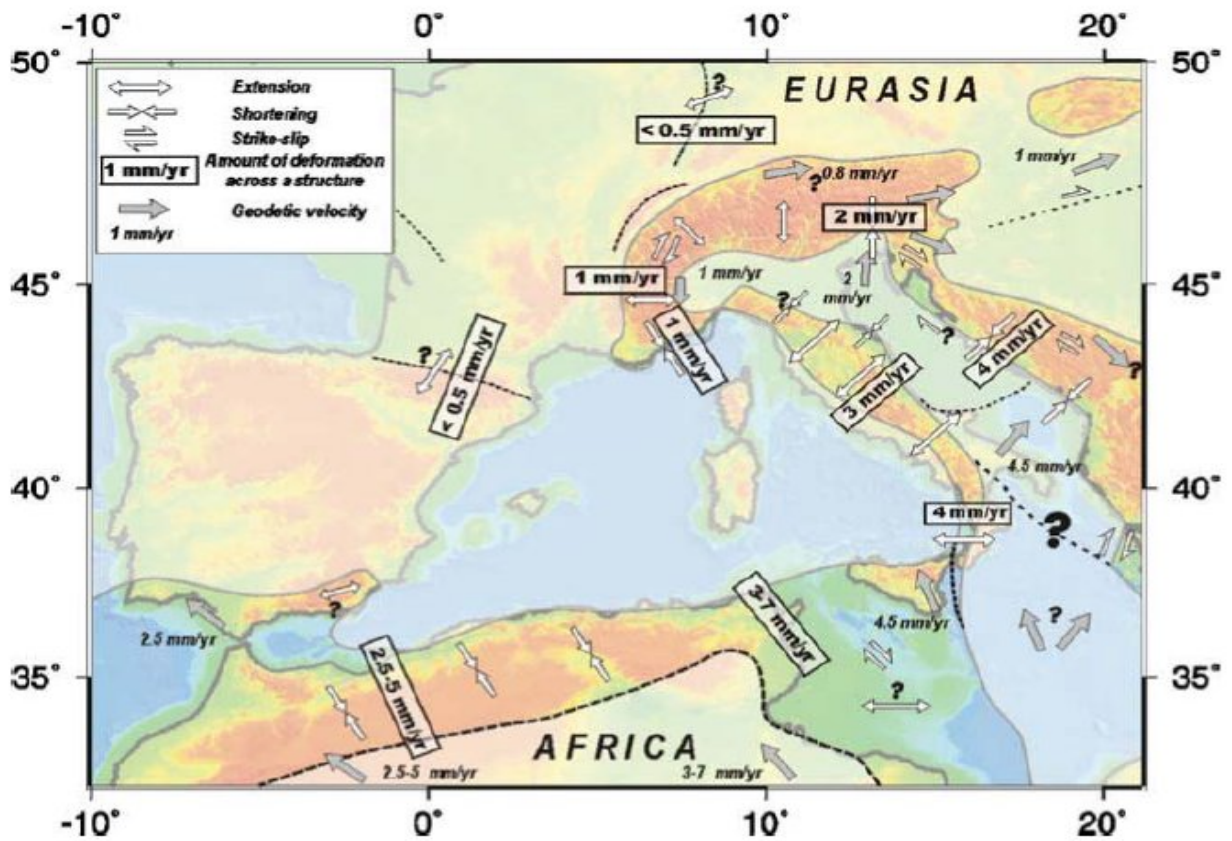 -10° 0° 10° 20°
50° 50°
Extension
Shortening
Strike-slip
1 mm/yr Amount of deformation
across a structure
Geodetic velocity
1 mm/yr
EURASIA
?
< 0.5 mm/yr
1 mm/yr
0.8 mm/yr
?
2 mm/yr
45° 45°
1 mm/yr
1 mm/yr
2
mm/yr
?
1 mm/yr
?
4 mm/yr
?
?
< 0.5 mm/yr
3 mm/yr
4.5 mm/yr
40° 40°
4 mm/yr
?
?
2.5 mm/yr
3-7 mm/yr
4.5 mm/yr
?
35° 35°
2.5-5 mm/yr
?
AFRICA
2.5-5 mm/yr
3-7 mm/yr
-10° 0° 10° 20°